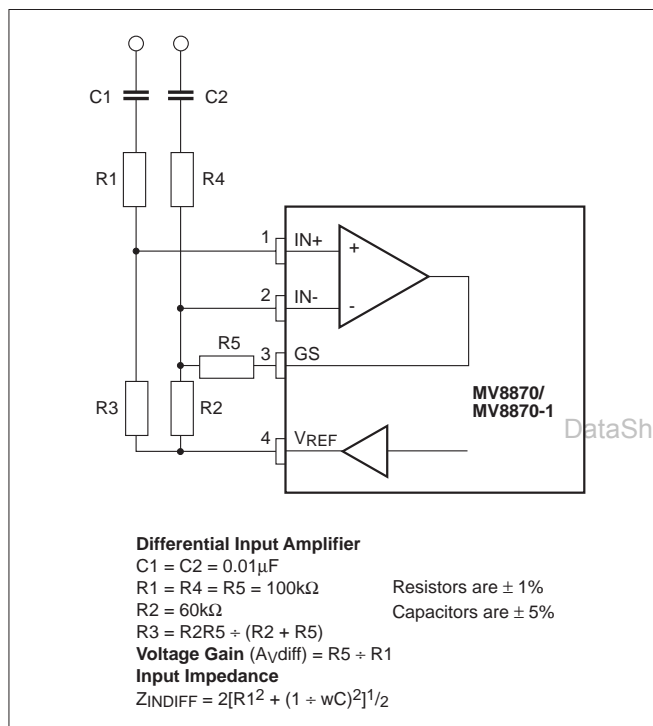 C1 C2
R1 R4
1 IN+ +
2 IN- -
R5 3 GS
MV8870/
MV8870-1
R3 R2
DataSh
4 VREF
Differential Input Amplifier
C1 = C2 = 0.01µF
R1 = R4 = R5 = 100kΩ Resistors are ± 1%
R2 = 60kΩ Capacitors are ± 5%
R3 = R2R5 ÷ (R2 + R5)
Voltage Gain (AVdiff) = R5 ÷ R1
Input Impedance
ZINDIFF = 2[R1² + (1 ÷ wC)²]¹/2